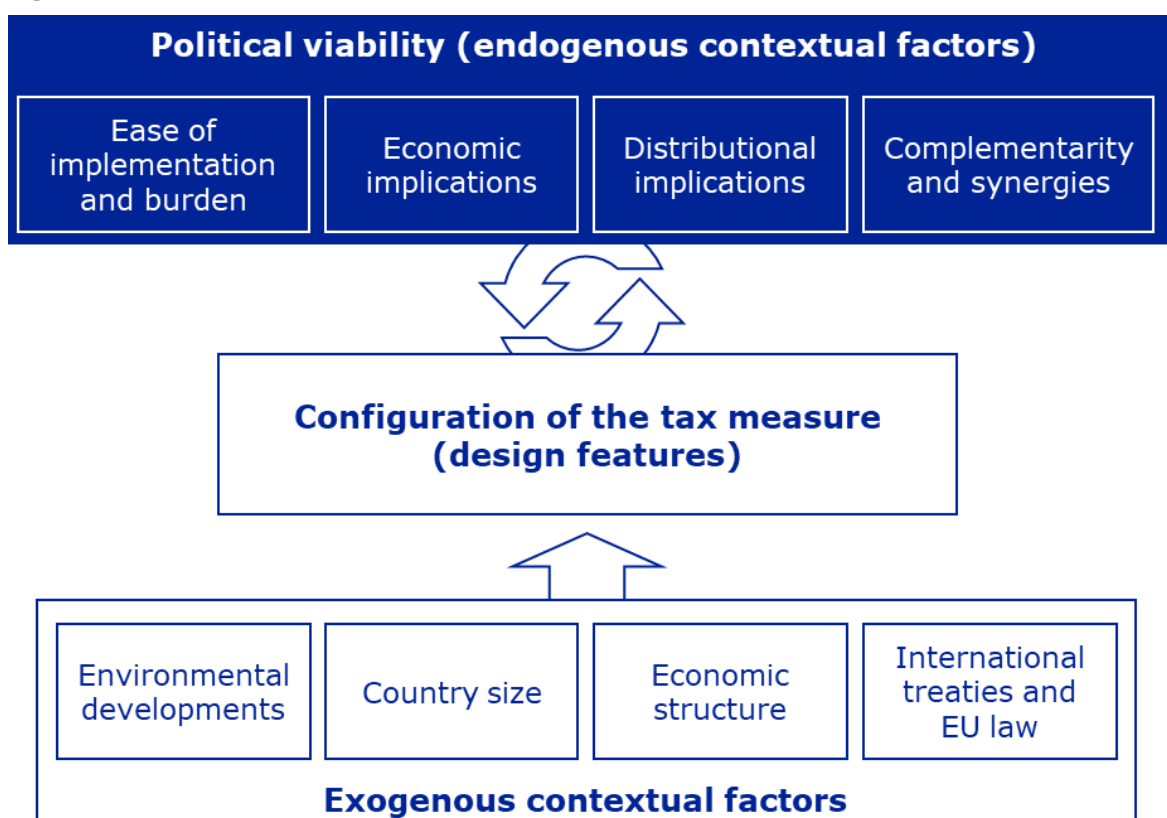 Political viability (endogenous contextual factors)
Ease of
implementation
and burden
Economic
implications
Distributional
implications
Complementarity
and synergies
Configuration of the tax measure
(design features)
Environmental
developments
Country size
Economic
structure
International
treaties and
EU law
Exogenous contextual factors